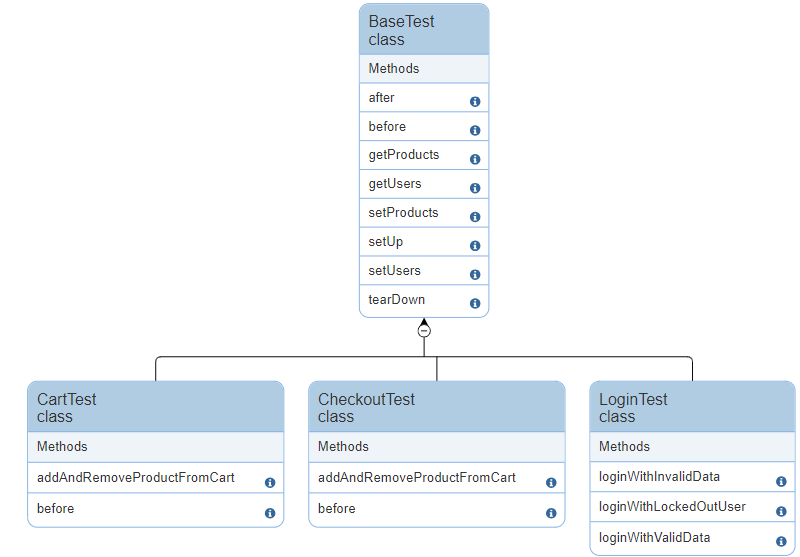 BaseTest
class
Methods
after
before
getProducts
getUsers
setProducts
setUp
setUsers
tearDown
CartTest
class
Methods
addAndRemoveProductFromCart
before
CheckoutTest
class
Methods
addAndRemoveProductFromCart
before
LoginTest
class
Methods
loginWithInvalidData
loginWithLockedOutUser
loginWithValidData